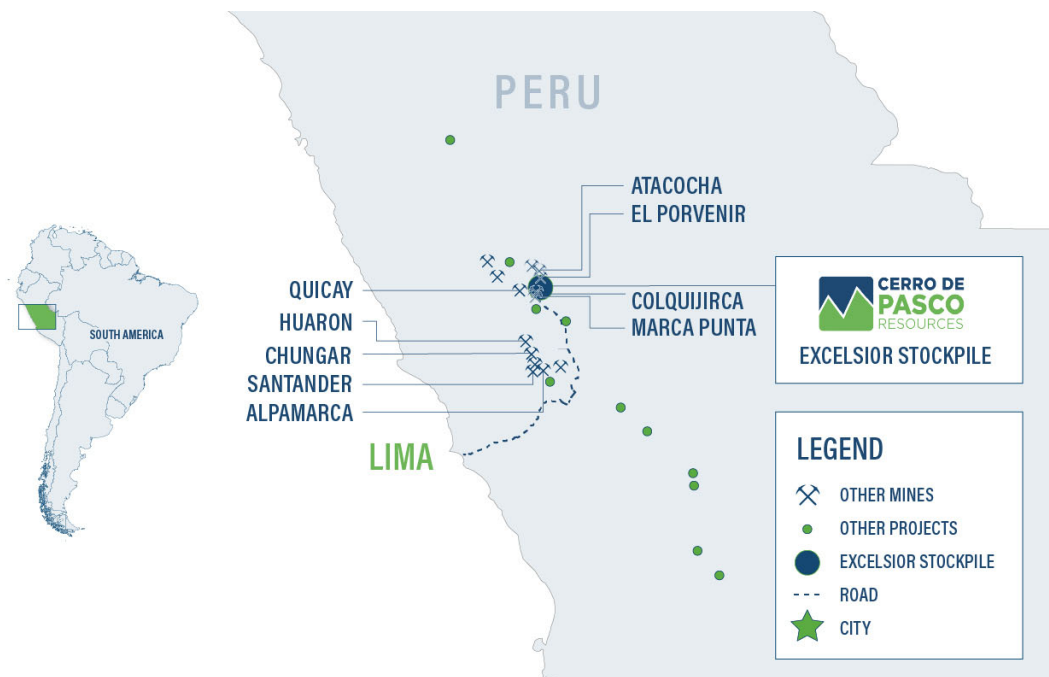 PERU
ATACOCHA
EL PORVENIR
QUICAY
HUARON
CHUNGAR
SANTANDER
ALPAMARCA
COLQUIJIRCA
MARCA PUNTA
LIMA
SOUTH AMERICA
CERRO DE
PASCO
RESOURCES
EXCELSIOR STOCKPILE
LEGEND
OTHER MINES
OTHER PROJECTS
EXCELSIOR STOCKPILE
ROAD
CITY